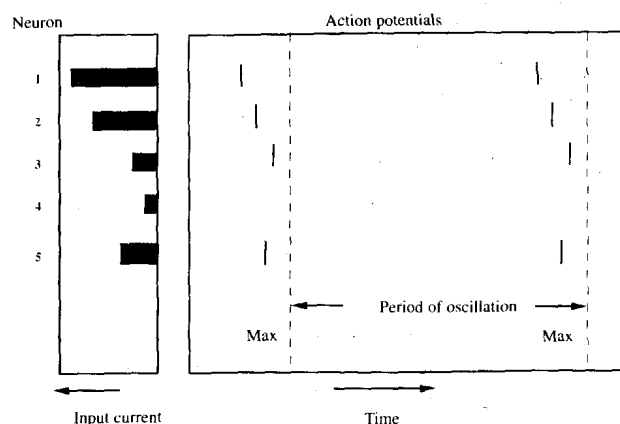 Neuron
Action potentials
1
2
3
4
5
Period of oscillation
Max
Max
Input current
Time